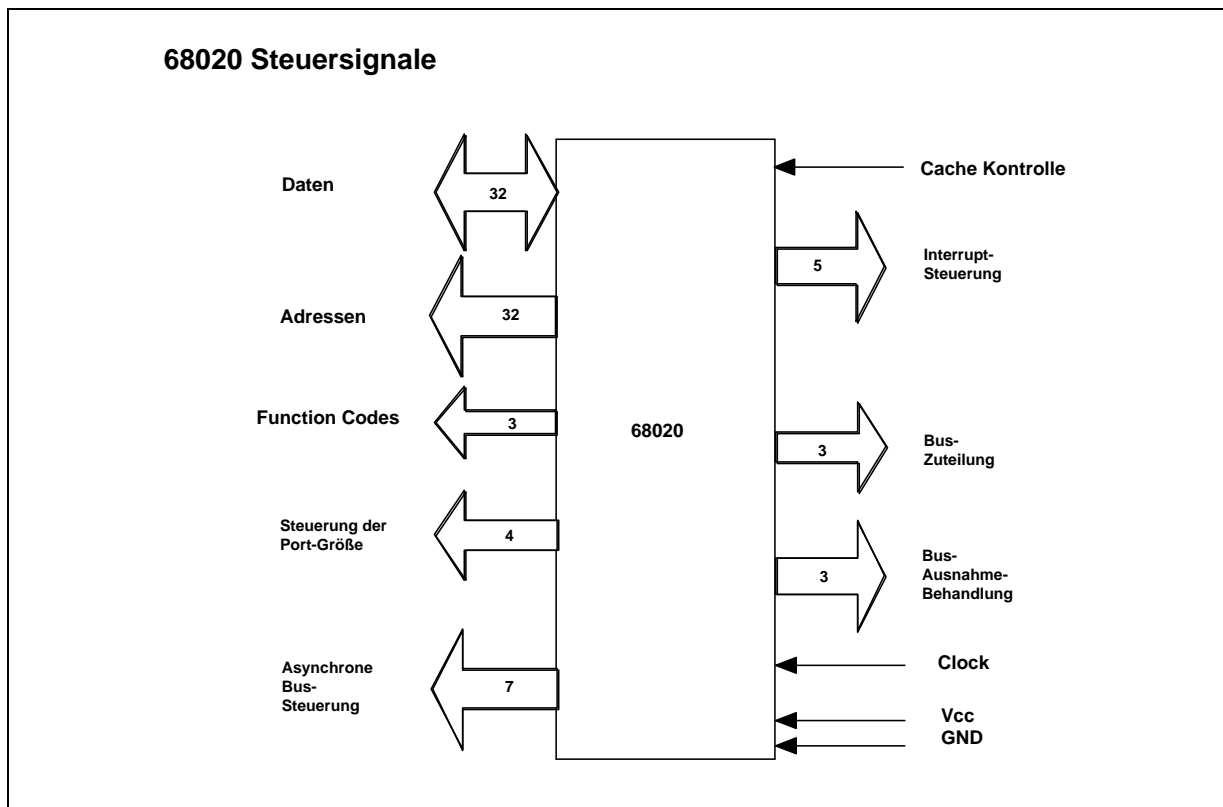 68020 Steuersignale
Daten
32
Cache Kontrolle
5
Interrupt-
Steuerung
Adressen
32
Function Codes
3
68020
3
Bus-
Zuteilung
Steuerung der
Port-Größe
4
3
Bus-
Ausnahme-
Behandlung
Asynchrone
Bus-
Steuerung
7
Clock
Vcc
GND